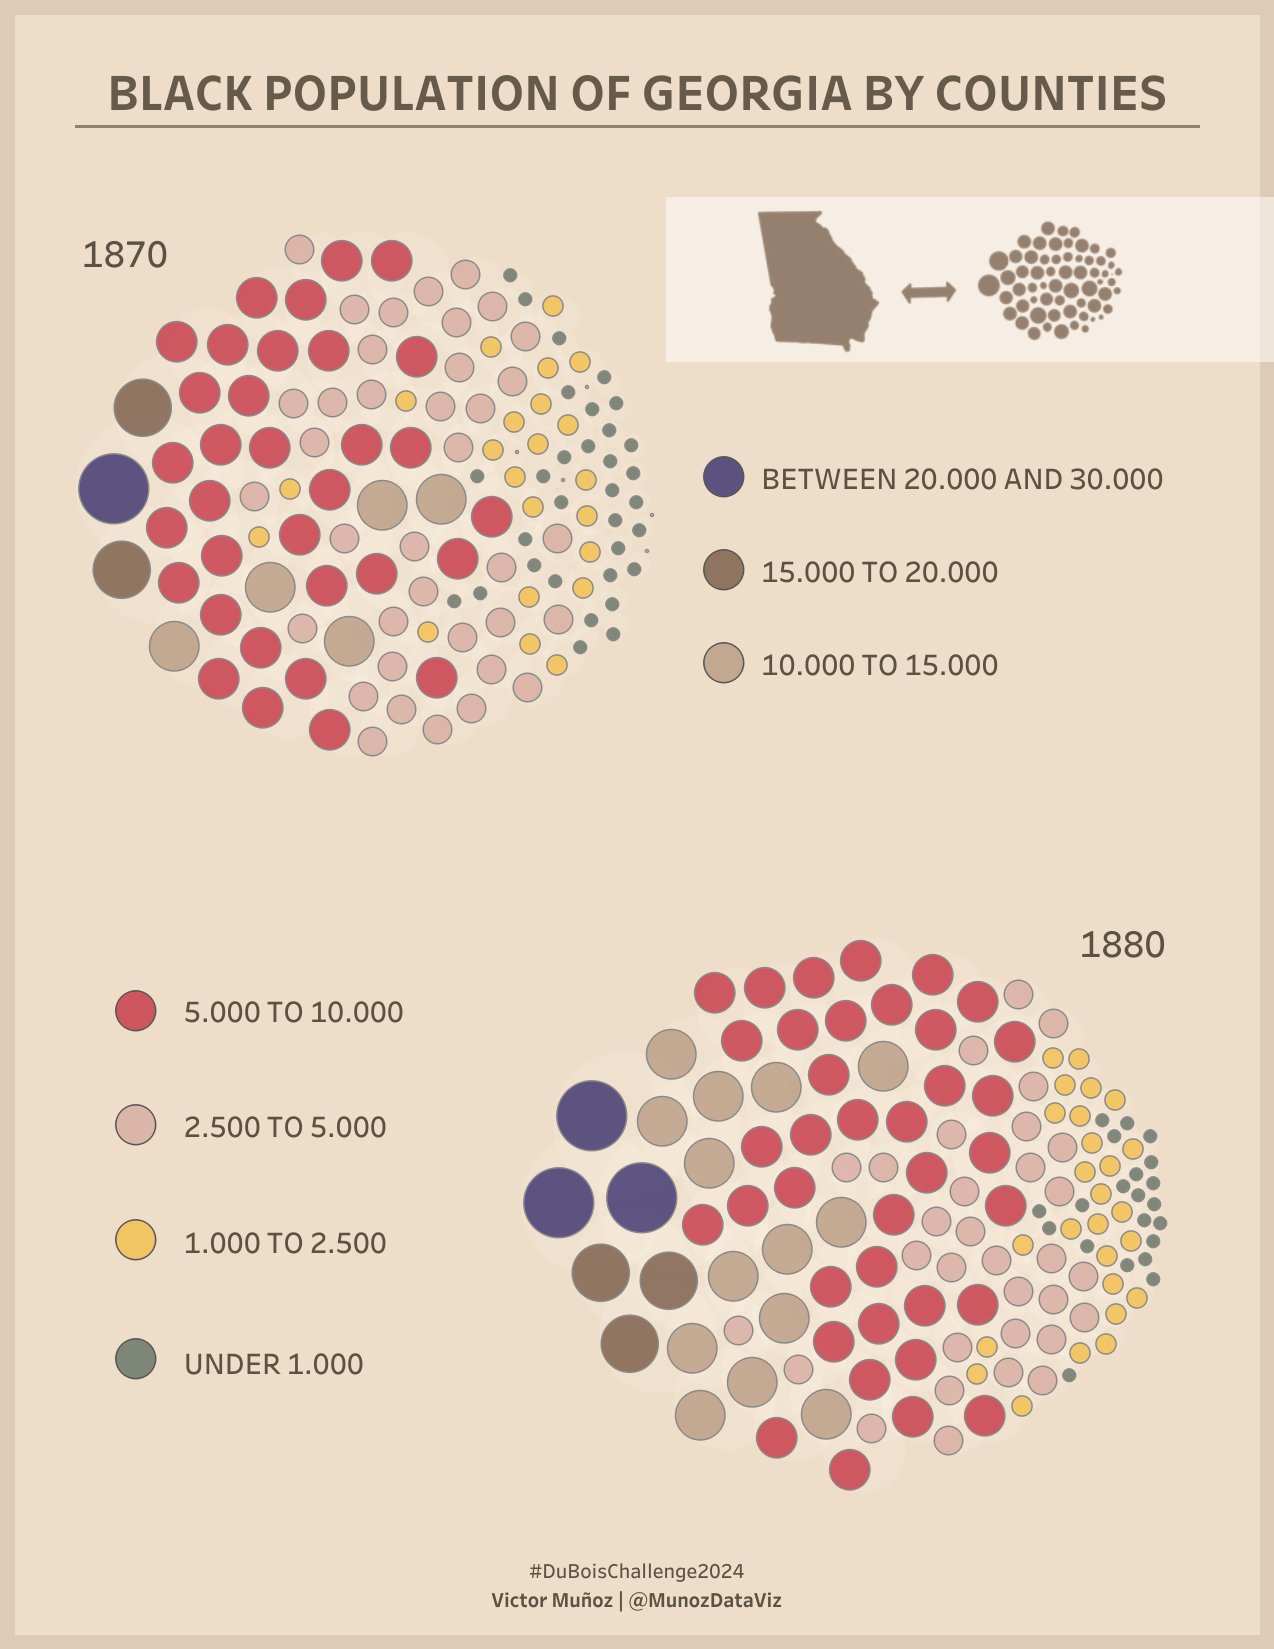 BLACK POPULATION OF GEORGIA BY COUNTIES
1870
BETWEEN 20.000 AND 30.000
15.000 TO 20.000
10.000 TO 15.000
1880
5.000 TO 10.000
2.500 TO 5.000
1.000 TO 2.500
UNDER 1.000
#DuBoisChallenge2024
Victor Muñoz | @MunozDataViz